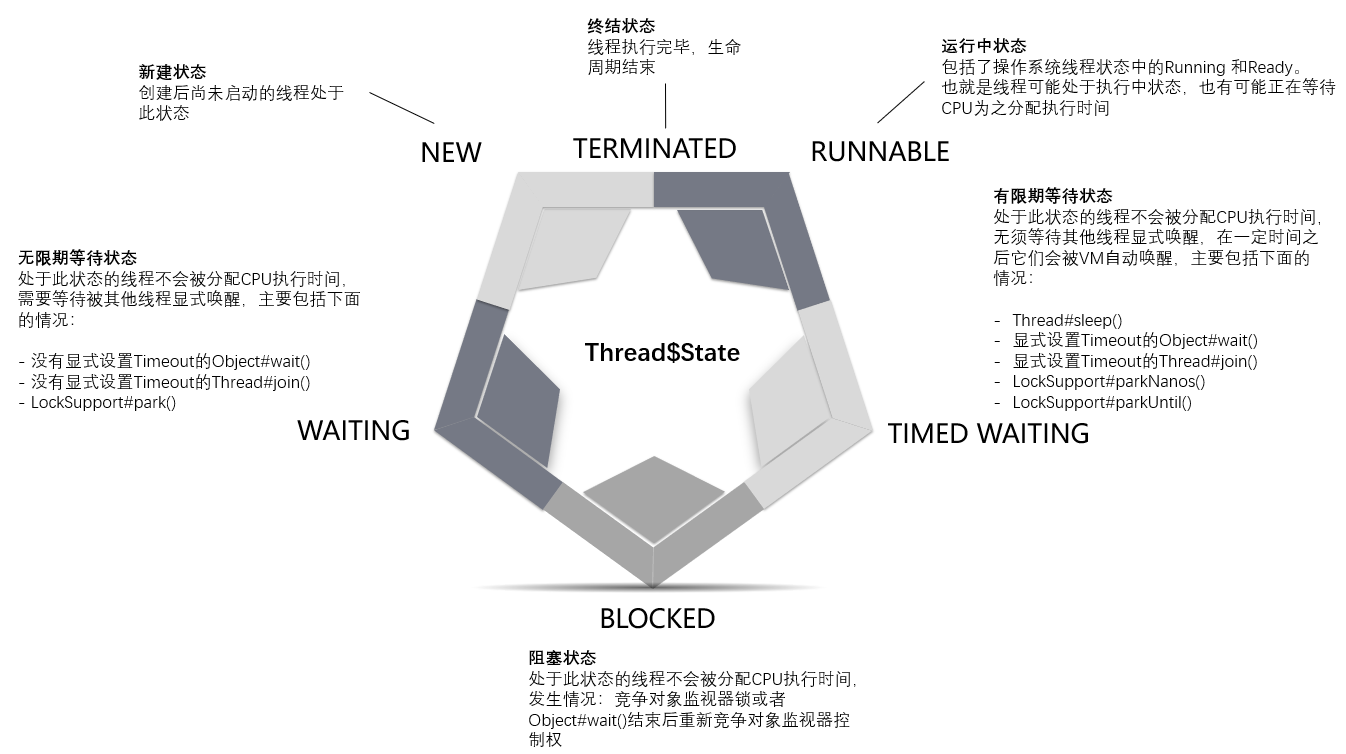 终结状态
线程执行完毕，生命
周期结束
运行中状态
包括了操作系统线程状态中的Running 和Ready。
也就是线程可能处于执行中状态，也有可能正在等待
CPU为之分配执行时间
新建状态
创建后尚未启动的线程处于
此状态
NEW
TERMINATED
RUNNABLE
有限期等待状态
处于此状态的线程不会被分配CPU执行时间，
无须等待其他线程显式唤醒，在一定时间之
后它们会被VM自动唤醒，主要包括下面的
情况：
- Thread#sleep()
- 显式设置Timeout的Object#wait()
- 显式设置Timeout的Thread#join()
- LockSupport#parkNanos()
- LockSupport#parkUntil()
无限期等待状态
处于此状态的线程不会被分配CPU执行时间，
需要等待被其他线程显式唤醒，主要包括下面
的情况：
- 没有显式设置Timeout的Object#wait()
- 没有显式设置Timeout的Thread#join()
- LockSupport#park()
Thread$State
WAITING
TIMED WAITING
BLOCKED
阻塞状态
处于此状态的线程不会被分配CPU执行时间，
发生情况：竞争对象监视器锁或者
Object#wait()结束后重新竞争对象监视器控
制权